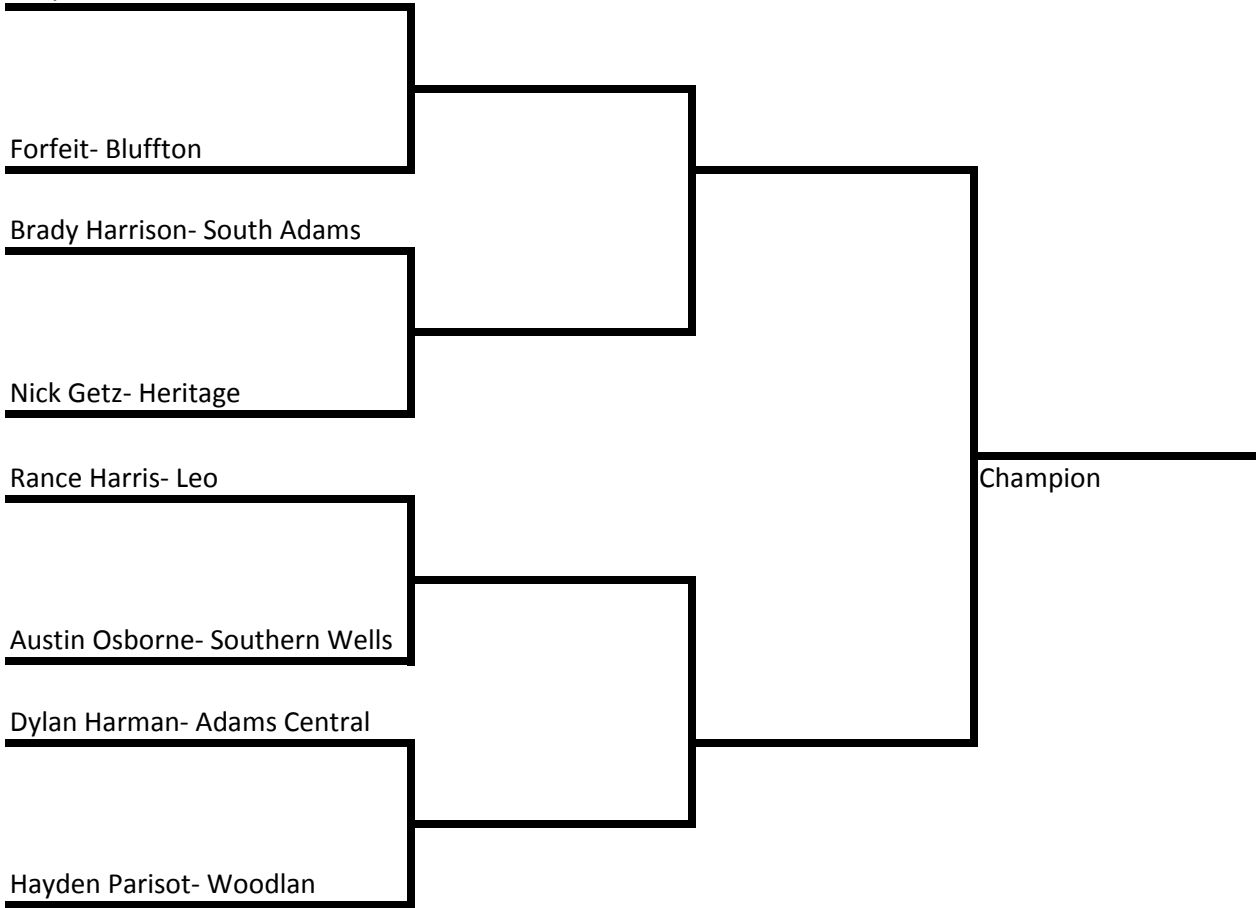 Forfeit- Bluffton
Brady Harrison- South Adams
Nick Getz- Heritage
Rance Harris- Leo
Champion
Austin Osborne- Southern Wells
Dylan Harman- Adams Central
Hayden Parisot- Woodlan